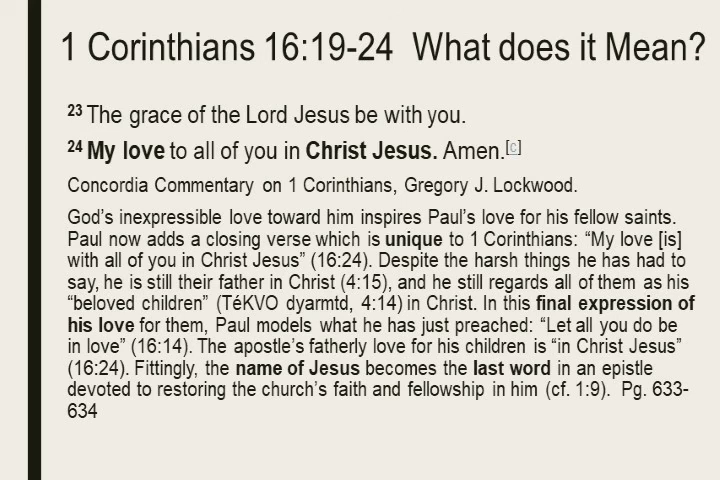 1 Corinthians 16:19-24 What does it Mean?
23 The grace of the Lord Jesus be with you.
24 My love to all of you in Christ Jesus. Amen.[c]
Concordia Commentary on 1 Corinthians, Gregory J. Lockwood.
God’s inexpressible love toward him inspires Paul’s love for his fellow saints.
Paul now adds a closing verse which is unique to 1 Corinthians: “My love [is]
with all of you in Christ Jesus” (16:24). Despite the harsh things he has had to
say, he is still their father in Christ (4:15), and he still regards all of them as his
“beloved children” (TéKVO dyarmtd, 4:14) in Christ. In this final expression of
his love for them, Paul models what he has just preached: “Let all you do be
in love” (16:14). The apostle’s fatherly love for his children is “in Christ Jesus”
(16:24). Fittingly, the name of Jesus becomes the last word in an epistle
devoted to restoring the church’s faith and fellowship in him (cf. 1:9). Pg. 633-
634